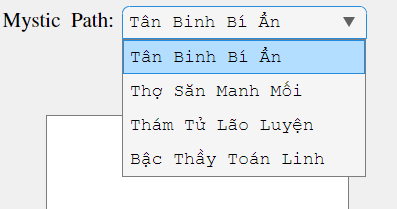 Mystic Path: Tân Binh Bí Ẩn
Tân Binh Bí Ẩn
Thợ Săn Manh Mối
Thám Tử Lão Luyện
Bậc Thầy Toán Linh